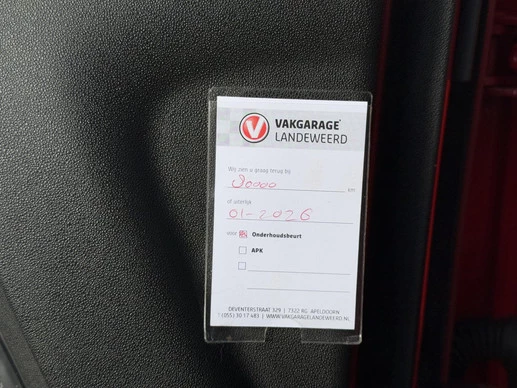 V VAKGARAGE
LANDEWEERD
We zien u graag terug bij
90000 km
of uiterlijk
01-2026
voor Onderhoudsbeurt
APK
DEVENTERSTRAAT 329 | 7322 KG APELDOORN
(055) 30 17 483 | WWW.VAKGARAGELANDEWEERD.NL